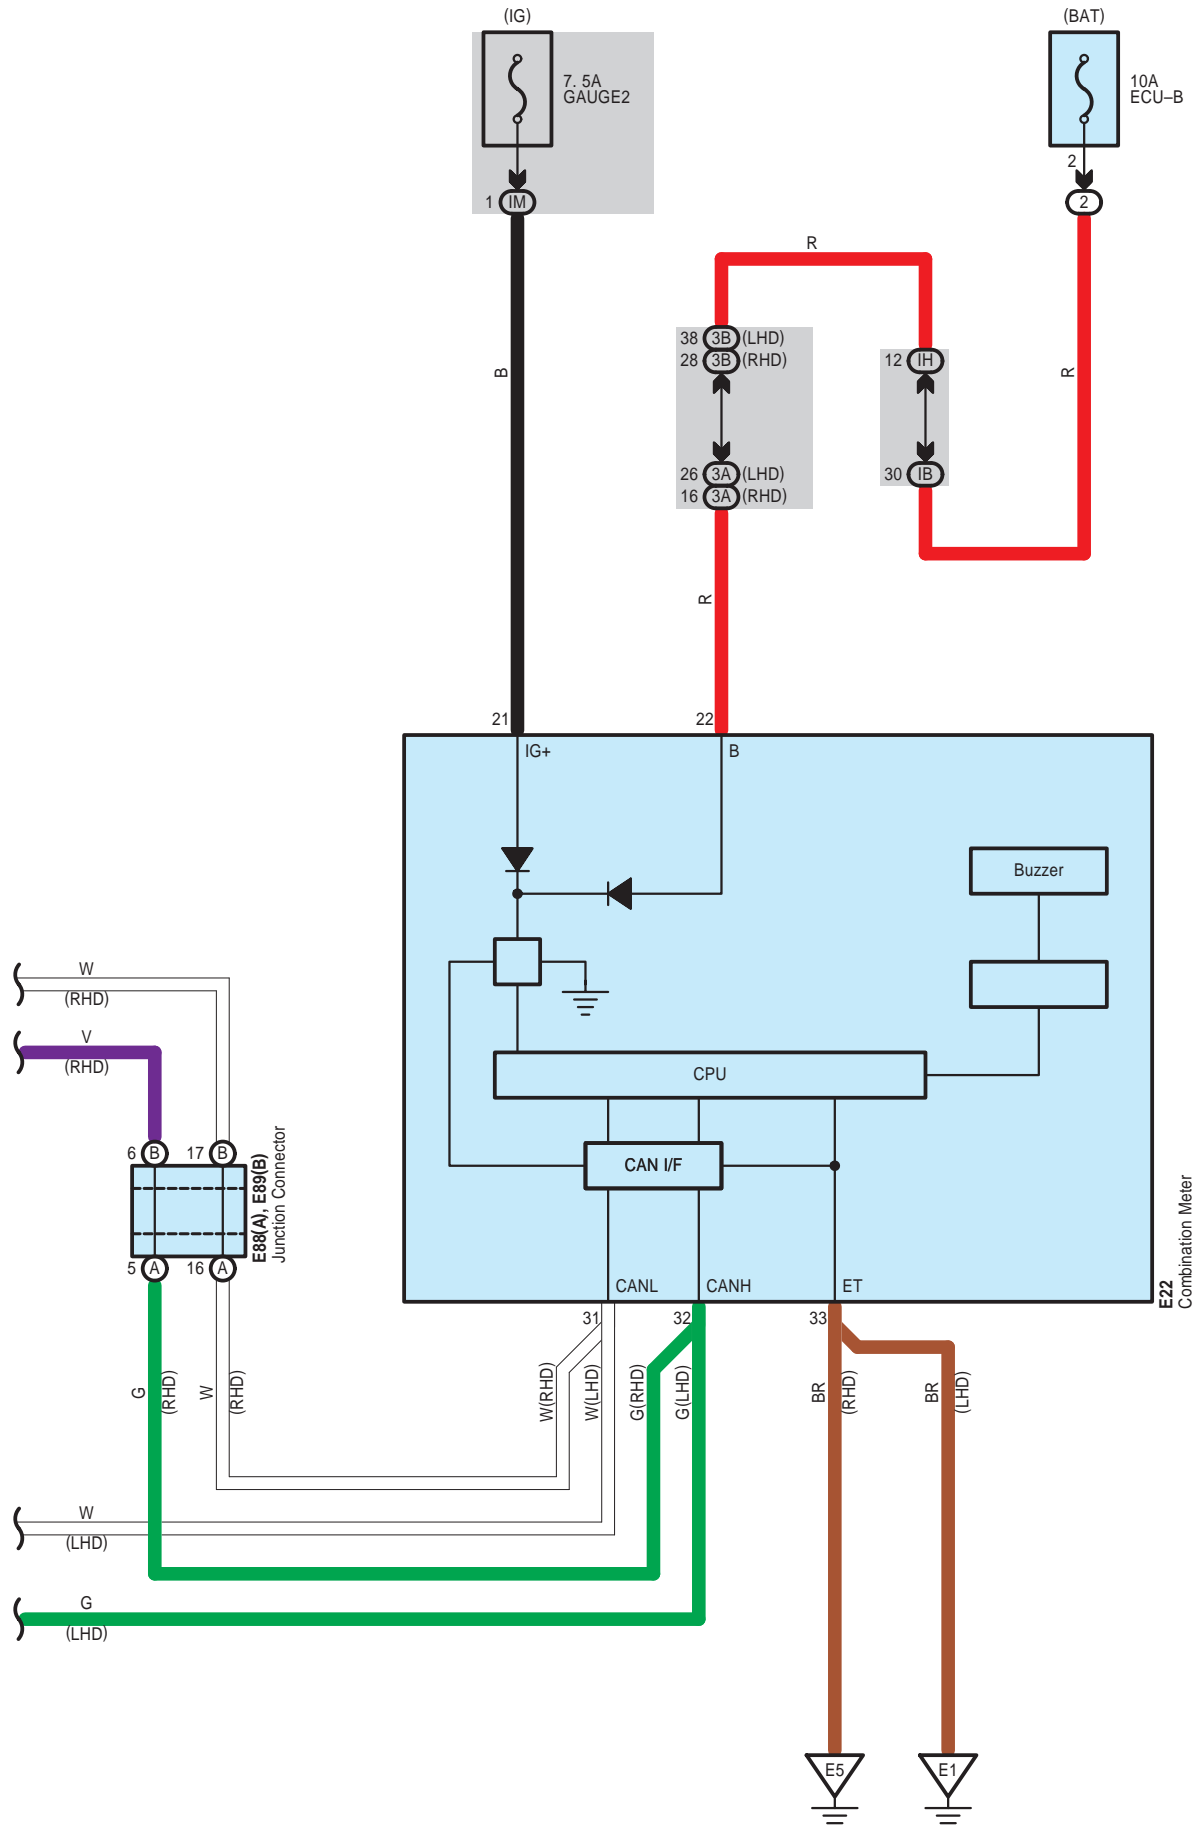 (IG)
(BAT)
7. 5A
GAUGE2
10A
ECU–B
2
1 IM
2
R
38 3B (LHD)
28 3B (RHD)
12 IH
B
R
26 3A (LHD)
16 3A (RHD)
30 IB
R
21
22
IG+
B
Buzzer
W
(RHD)
V
(RHD)
CPU
6 B
17 B
CAN I/F
E88(A), E89(B)
Junction Connector
5 A
16 A
CANL
CANH
ET
E22
Combination Meter
31
32
33
G
(RHD)
W
(RHD)
W(RHD)
W(LHD)
G(RHD)
G(LHD)
BR
(RHD)
BR
(LHD)
W
(LHD)
G
(LHD)
E5
E1